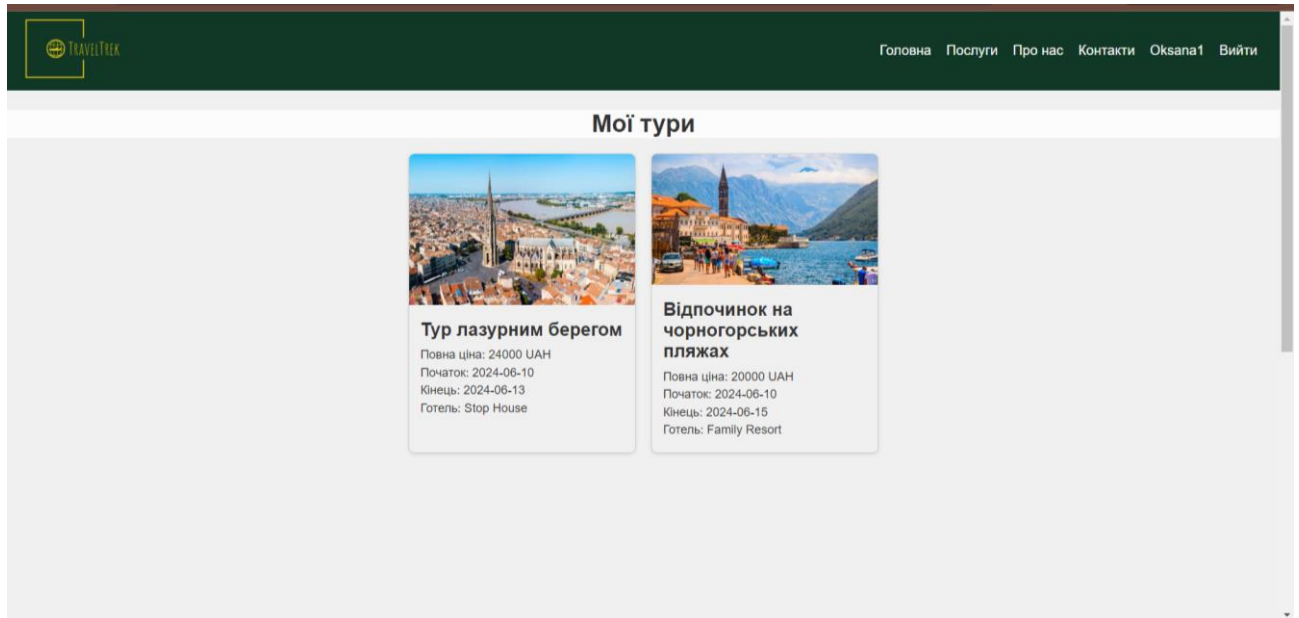 TRAVELTREK
Головна Послуги Про нас Контакти Oksana1 Вийти
Мої тури
Тур лазурним берегом
Повна ціна: 24000 UAH
Початок: 2024-06-10
Кінець: 2024-06-13
Готель: Stop House
Відпочинок на
чорногорських
пляжах
Повна ціна: 20000 UAH
Початок: 2024-06-10
Кінець: 2024-06-15
Готель: Family Resort